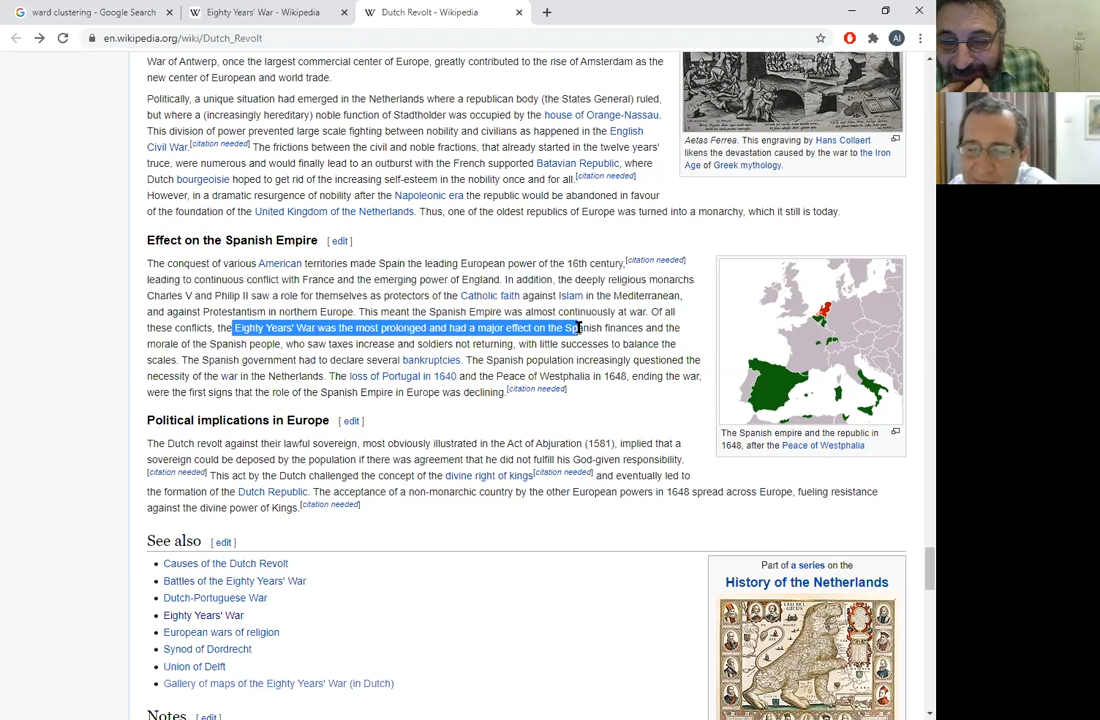 ward clustering - Google Search
Eighty Years' War - Wikipedia
Dutch Revolt - Wikipedia
en.wikipedia.org/wiki/Dutch_Revolt
AI
War of Antwerp, once the largest commercial center of Europe, greatly contributed to the rise of Amsterdam as the
new center of European and world trade.
Politically, a unique situation had emerged in the Netherlands where a republican body (the States General) ruled,
but where a (increasingly hereditary) noble function of Stadtholder was occupied by the house of Orange-Nassau.
This division of power prevented large scale fighting between nobility and civilians as happened in the English
Civil War.[citation needed] The frictions between the civil and noble fractions, that already started in the twelve years'
truce, were numerous and would finally lead to an outburst with the French supported Batavian Republic, where
Dutch bourgeoisie hoped to get rid of the increasing self-esteem in the nobility once and for all.[citation needed]
However, in a dramatic resurgence of nobility after the Napoleonic era the republic would be abandoned in favour
of the foundation of the United Kingdom of the Netherlands. Thus, one of the oldest republics of Europe was turned into a monarchy, which it still is today.
Aetas Ferrea. This engraving by Hans Collaert
likens the devastation caused by the war to the Iron
Age of Greek mythology.
Effect on the Spanish Empire [ edit ]
The conquest of various American territories made Spain the leading European power of the 16th century,[citation needed]
leading to continuous conflict with France and the emerging power of England. In addition, the deeply religious monarchs
Charles V and Philip II saw a role for themselves as protectors of the Catholic faith against Islam in the Mediterranean,
and against Protestantism in northern Europe. This meant the Spanish Empire was almost continuously at war. Of all
these conflicts, the Eighty Years' War was the most prolonged and had a major effect on the Spanish finances and the
morale of the Spanish people, who saw taxes increase and soldiers not returning, with little successes to balance the
scales. The Spanish government had to declare several bankruptcies. The Spanish population increasingly questioned the
necessity of the war in the Netherlands. The loss of Portugal in 1640 and the Peace of Westphalia in 1648, ending the war,
were the first signs that the role of the Spanish Empire in Europe was declining.[citation needed]
The Spanish empire and the republic in
1648, after the Peace of Westphalia
Political implications in Europe [ edit ]
The Dutch revolt against their lawful sovereign, most obviously illustrated in the Act of Abjuration (1581), implied that a
sovereign could be deposed by the population if there was agreement that he did not fulfill his God-given responsibility.
[citation needed] This act by the Dutch challenged the concept of the divine right of kings[citation needed] and eventually led to
the formation of the Dutch Republic. The acceptance of a non-monarchic country by the other European powers in 1648 spread across Europe, fueling resistance
against the divine power of Kings.[citation needed]
See also [ edit ]
Causes of the Dutch Revolt
Battles of the Eighty Years' War
Dutch-Portuguese War
Eighty Years' War
European wars of religion
Synod of Dordrecht
Union of Delft
Gallery of maps of the Eighty Years' War (in Dutch)
Part of a series on the
History of the Netherlands
LEO BEL
GICUS
Notes [ edit ]